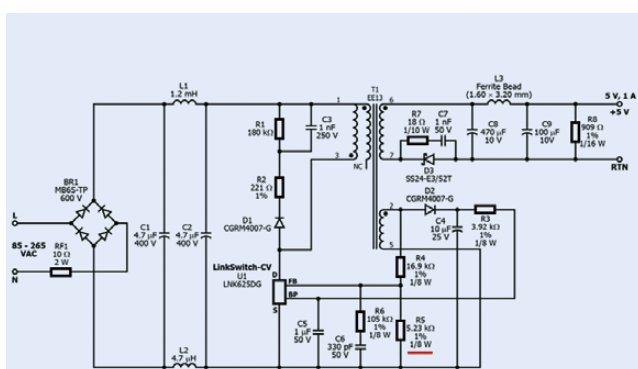 L1
1.2 mH
T1
EE13
L3
Ferrite Bead
(1.60 × 3.20 mm)
5 V, 1 A
+5 V
1
6
R1
180 kΩ
C3
1 nF
250 V
R7
18 Ω
1/10 W
C7
1 nF
50 V
C8
470 µF
10 V
C9
100 µF
10V
R8
909 Ω
1%
1/16 W
BR1
MB6S-TP
600 V
3
NC
7
D3
SS24-E3/52T
RTN
R2
221 Ω
1%
2
D2
CGRM4007-G
L
C1
4.7 µF
400 V
C2
4.7 µF
400 V
D1
CGRM4007-G
C4
10 µF
25 V
R3
3.92 kΩ
1%
1/8 W
85 - 265
VAC
RF1
10 Ω
2 W
N
5
LinkSwitch-CV
U1
LNK625DG
D
FB
BP
S
R4
16.9 kΩ
1%
1/8 W
C5
1 µF
50 V
R6
105 kΩ
1%
1/8 W
C6
330 pF
50 V
R5
5.23 kΩ
1%
1/8 W
L2
4.7 µH